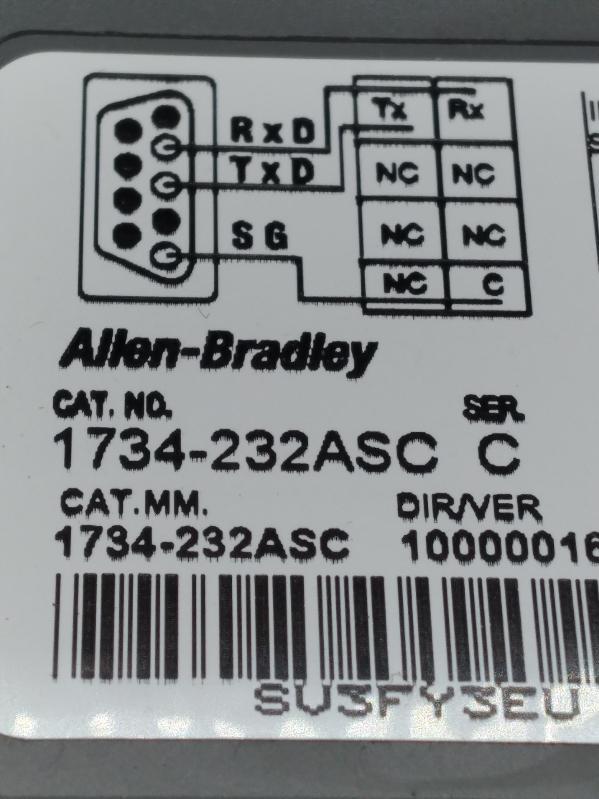 RxD Tx Rx
TxD NC NC
SG NC NC
NC C
Allen-Bradley
CAT. NO. SER.
1734-232ASC C
CAT.MM. DIR/VER
1734-232ASC 10000016
SV3FY3EU